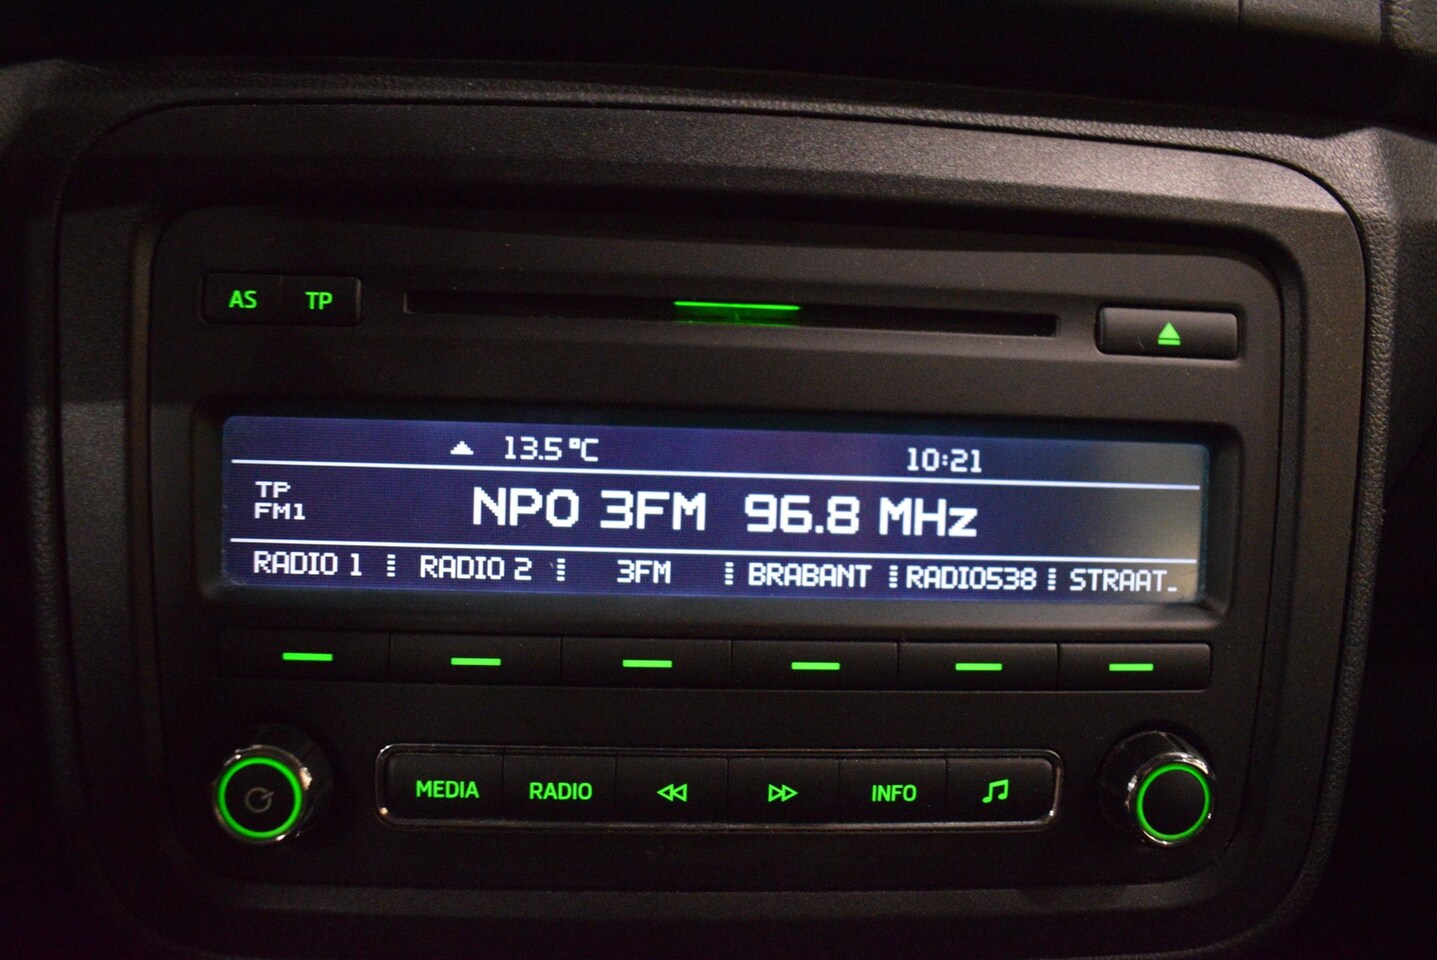 AS TP
13.5°C 10:21
TP
FM1
NPO 3FM 96.8 MHz
RADIO 1 RADIO 2 3FM BRABANT RADIO538 STRAAT_
MEDIA RADIO INFO